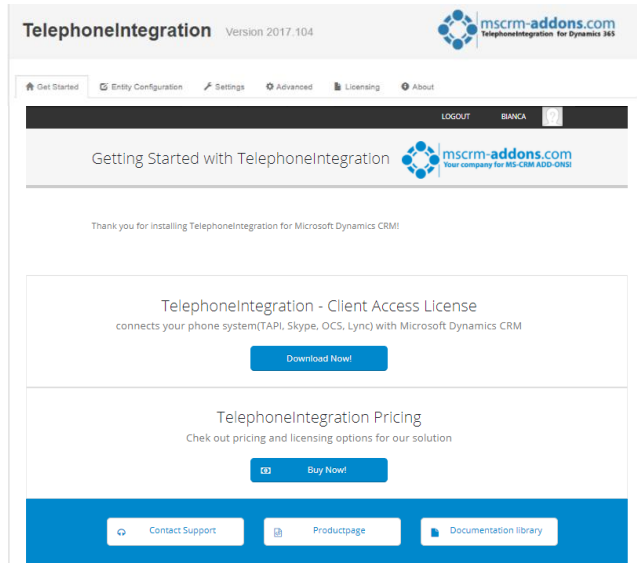 TelephoneIntegration Version 2017.104
mscrm-addons.com
TelephoneIntegration for Dynamics 365
Get Started Entity Configuration Settings Advanced Licensing About
LOGOUT BIANCA
Getting Started with TelephoneIntegration
mscrm-addons.com
Your company for MS-CRM ADD-ONS!
Thank you for installing TelephoneIntegration for Microsoft Dynamics CRM!
TelephoneIntegration - Client Access License
connects your phone system(TAPI, Skype, OCS, Lync) with Microsoft Dynamics CRM
Download Now!
TelephoneIntegration Pricing
Chek out pricing and licensing options for our solution
Buy Now!
Contact Support Productpage Documentation library